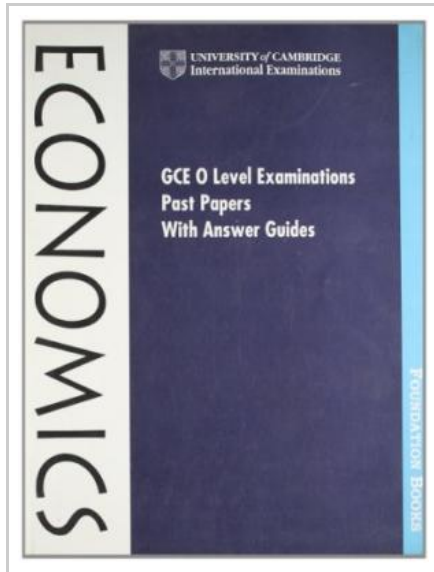 ECONOMICS
UNIVERSITY of CAMBRIDGE
International Examinations
GCE O Level Examinations
Past Papers
With Answer Guides
FOUNDATION BOOKS